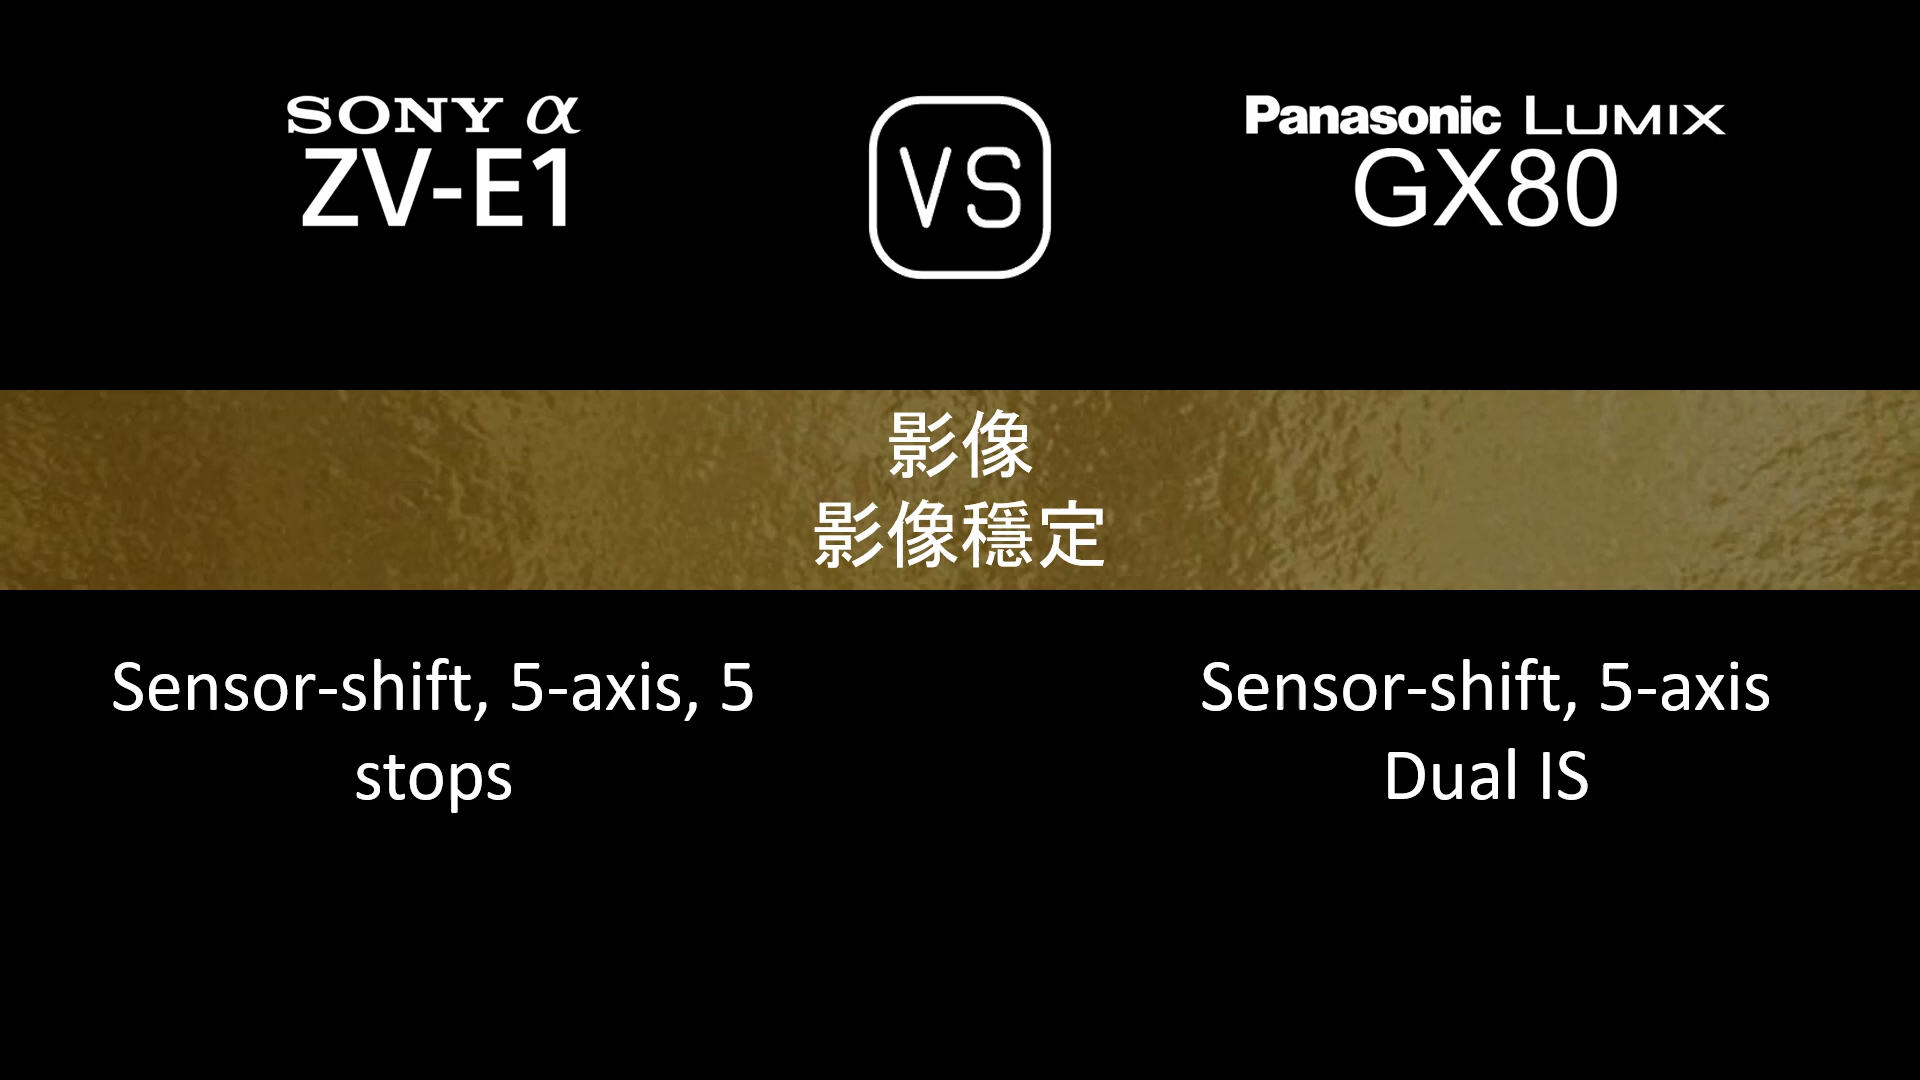 SONY α
ZV-E1
VS
Panasonic LUMIX
GX80
影像
影像穩定
Sensor-shift, 5-axis, 5
stops
Sensor-shift, 5-axis
Dual IS